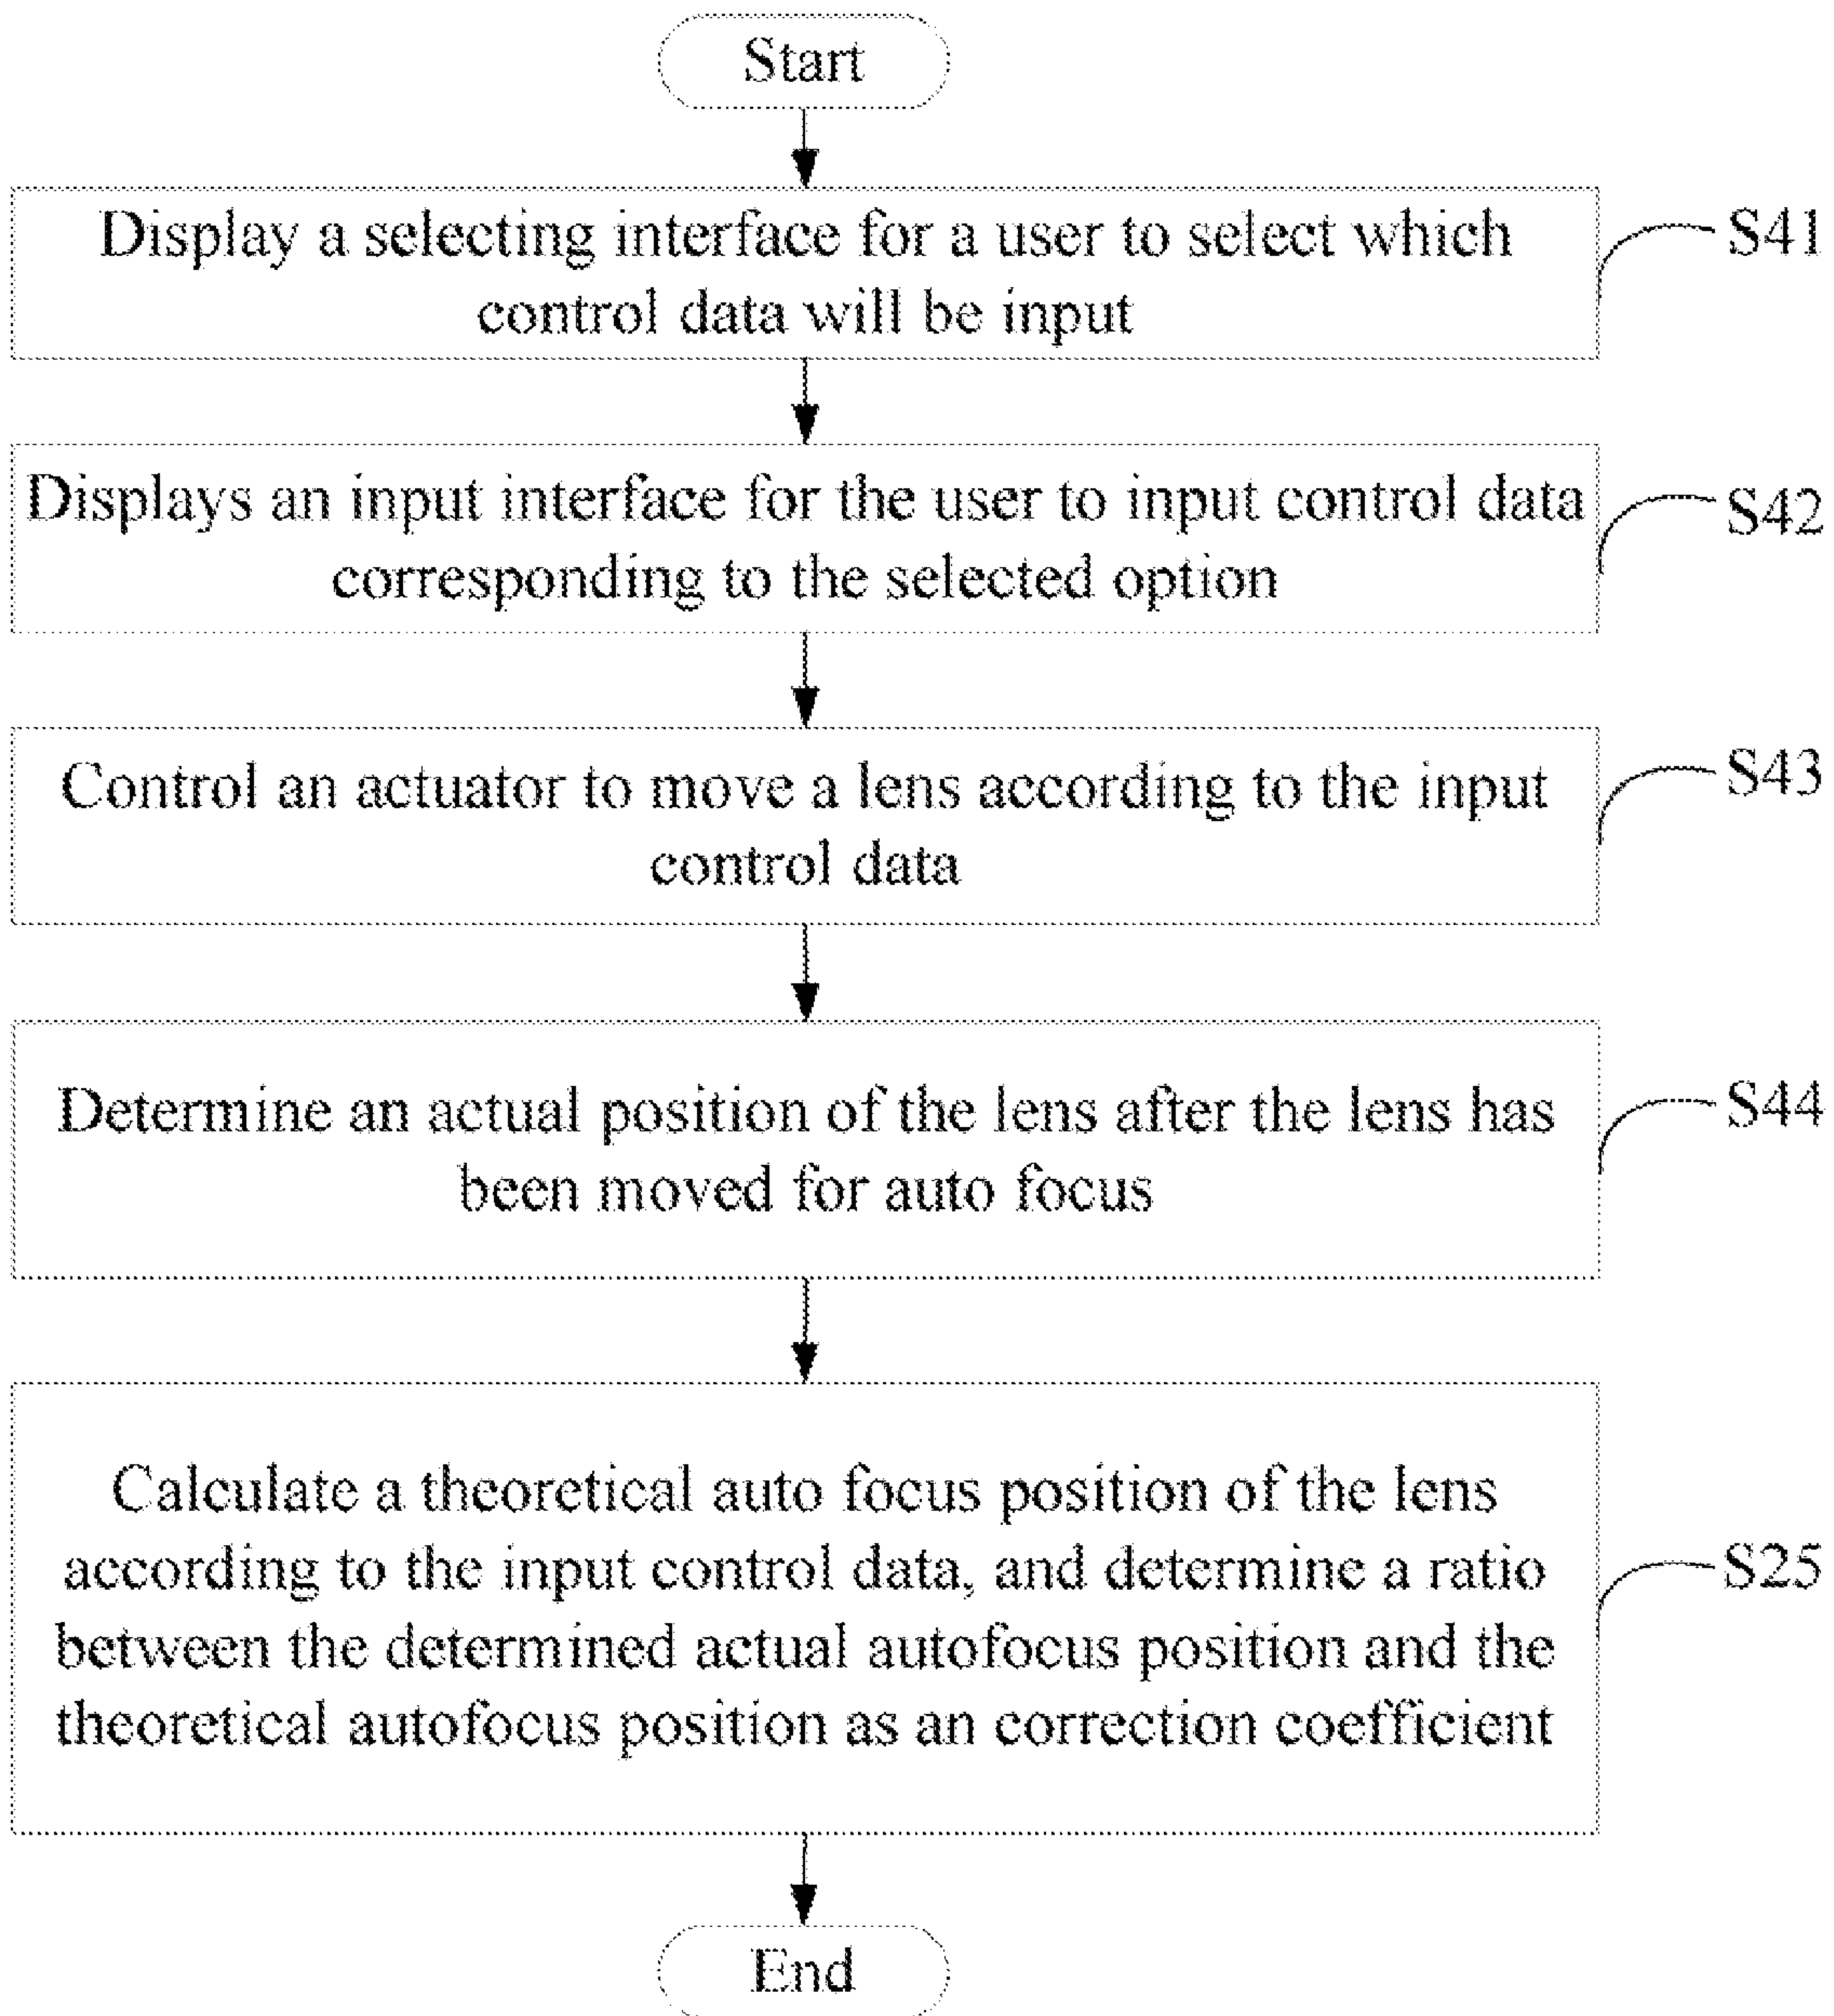 Start
Display a selecting interface for a user to select which
control data will be input
S41
Displays an input interface for the user to input control data
corresponding to the selected option
S42
Control an actuator to move a lens according to the input
control data
S43
Determine an actual position of the lens after the lens has
been moved for auto focus
S44
Calculate a theoretical auto focus position of the lens
according to the input control data, and determine a ratio
between the determined actual autofocus position and the
theoretical autofocus position as an correction coefficient
S25
End